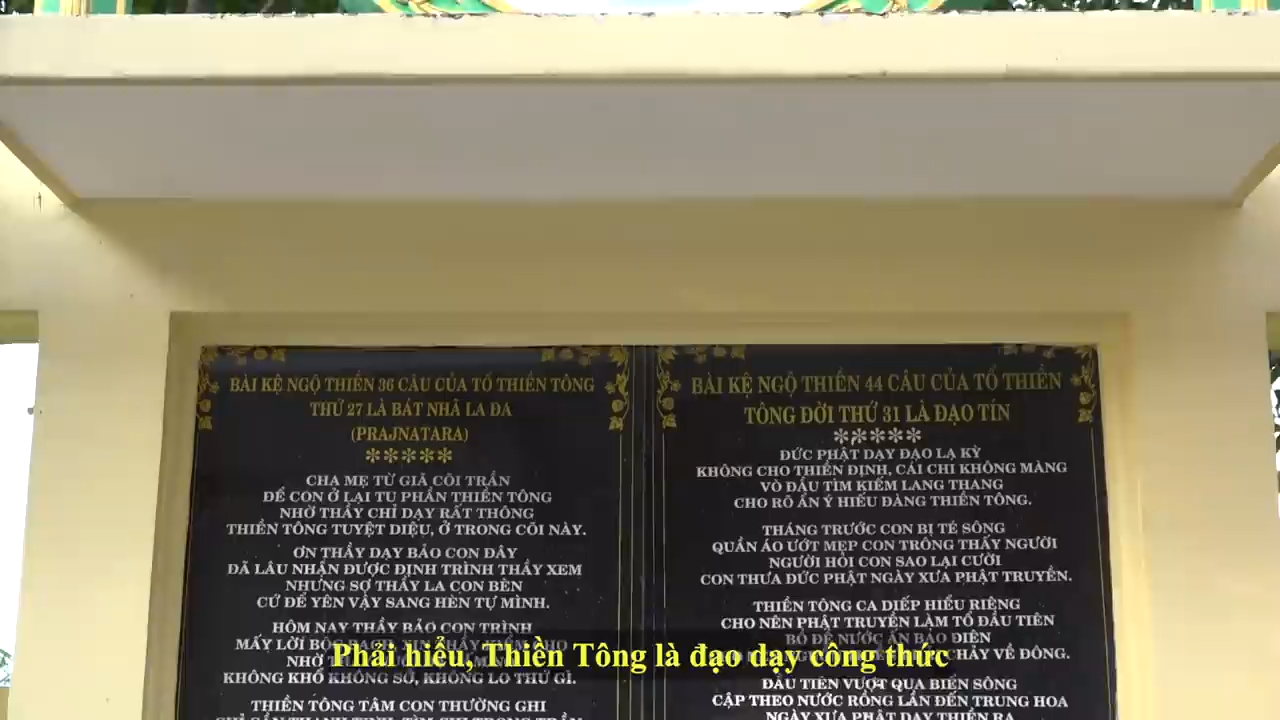 BÀI KỆ NGỘ THIỀN 36 CÂU CỦA TỔ THIỀN TÔNG
THỨ 27 LÀ BÁT NHÃ LA ĐA
(PRAJNATARA)
CHA MẸ TỪ GIÃ CÕI TRẦN
ĐỂ CON Ở LẠI TU PHẦN THIỀN TÔNG
NHỜ THẦY CHỈ DẠY RẤT THÔNG
THIỀN TÔNG TUYỆT DIỆU, Ở TRONG CÕI NÀY.
ƠN THẦY DẠY BẢO CON ĐÂY
ĐÃ LÂU NHẬN ĐƯỢC ĐỊNH TRÌNH THẦY XEM
NHƯNG SỢ THẦY LA CON BÈN
CỨ ĐỂ YÊN VẬY SANG HÈN TỰ MÌNH.
HÔM NAY THẦY BẢO CON TRÌNH
MẤY LỜI
NHỜ
KHÔNG KHỔ KHÔNG SỞ, KHÔNG LO THỨ GÌ.
THIỀN TÔNG TÂM CON THƯỜNG GHI
BÀI KỆ NGỘ THIỀN 44 CÂU CỦA TỔ THIỀN
TÔNG ĐỜI THỨ 31 LÀ ĐẠO TÍN
ĐỨC PHẬT DẠY ĐẠO LẠ KỲ
KHÔNG CHO THIỀN ĐỊNH, CÁI CHI KHÔNG MÀNG
VÒ ĐẦU TÌM KIẾM LANG THANG
CHO RÕ ẨN Ý HIỂU ĐÀNG THIỀN TÔNG.
THÁNG TRƯỚC CON BỊ TÉ SÔNG
QUẦN ÁO ƯỚT MẸP CON TRÔNG THẤY NGƯỜI
NGƯỜI HỎI CON SAO LẠI CƯỜI
CON THƯA ĐỨC PHẬT NGÀY XƯA PHẬT TRUYỀN.
THIỀN TÔNG CA DIẾP HIỂU RIÊNG
CHO NÊN PHẬT TRUYỀN LÀM TỔ ĐẦU TIÊN
BỒ ĐỀ NƯỚC ẤN BẢO ĐIỀN
CHẢY VỀ ĐÔNG.
ĐẦU TIÊN VƯỢT QUA BIỂN SÔNG
CẬP THEO NƯỚC RỒNG LẦN ĐẾN TRUNG HOA
NGÀY XƯA PHẬT DẠY THIỀN RA
Phải hiểu, Thiền Tông là đạo dạy công thức